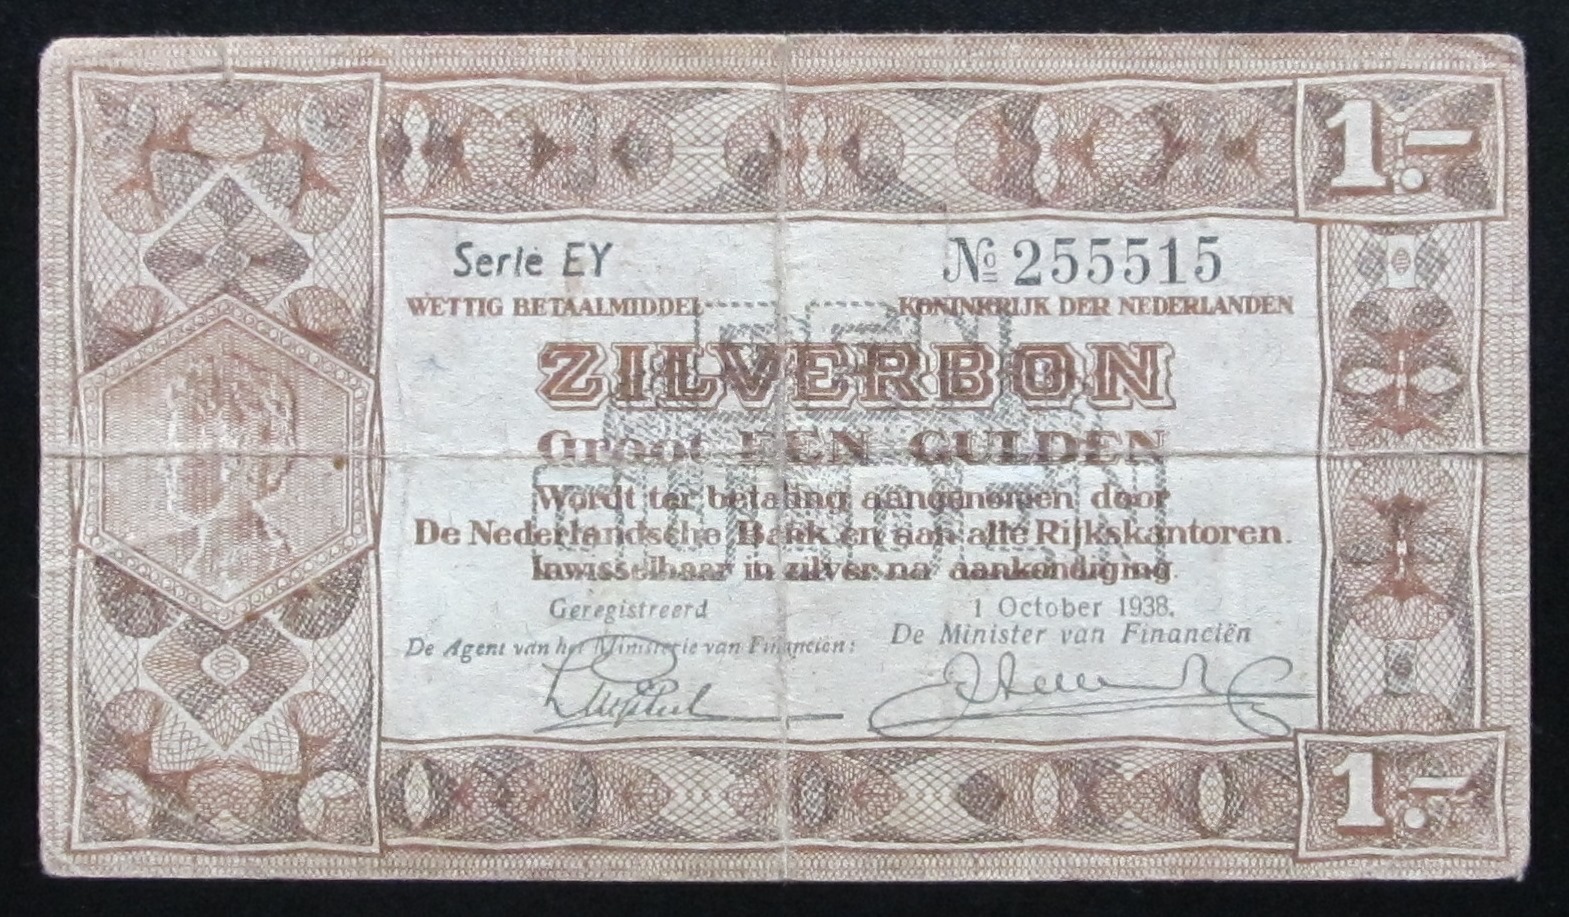 1.-
Serie EY № 255515
WETTIG BETAALMIDDEL KONINKRIJK DER NEDERLANDEN
ZILVERBON
Groot EEN GULDEN
Wordt ter betaling aangenomen door
De Nederlandsche Bank en aan alle Rijkskantoren.
Inwisselbaar in zilver na aankondiging.
Geregistreerd 1 October 1938.
De Agent van het Ministerie van Financiën: De Minister van Financiën
1.-